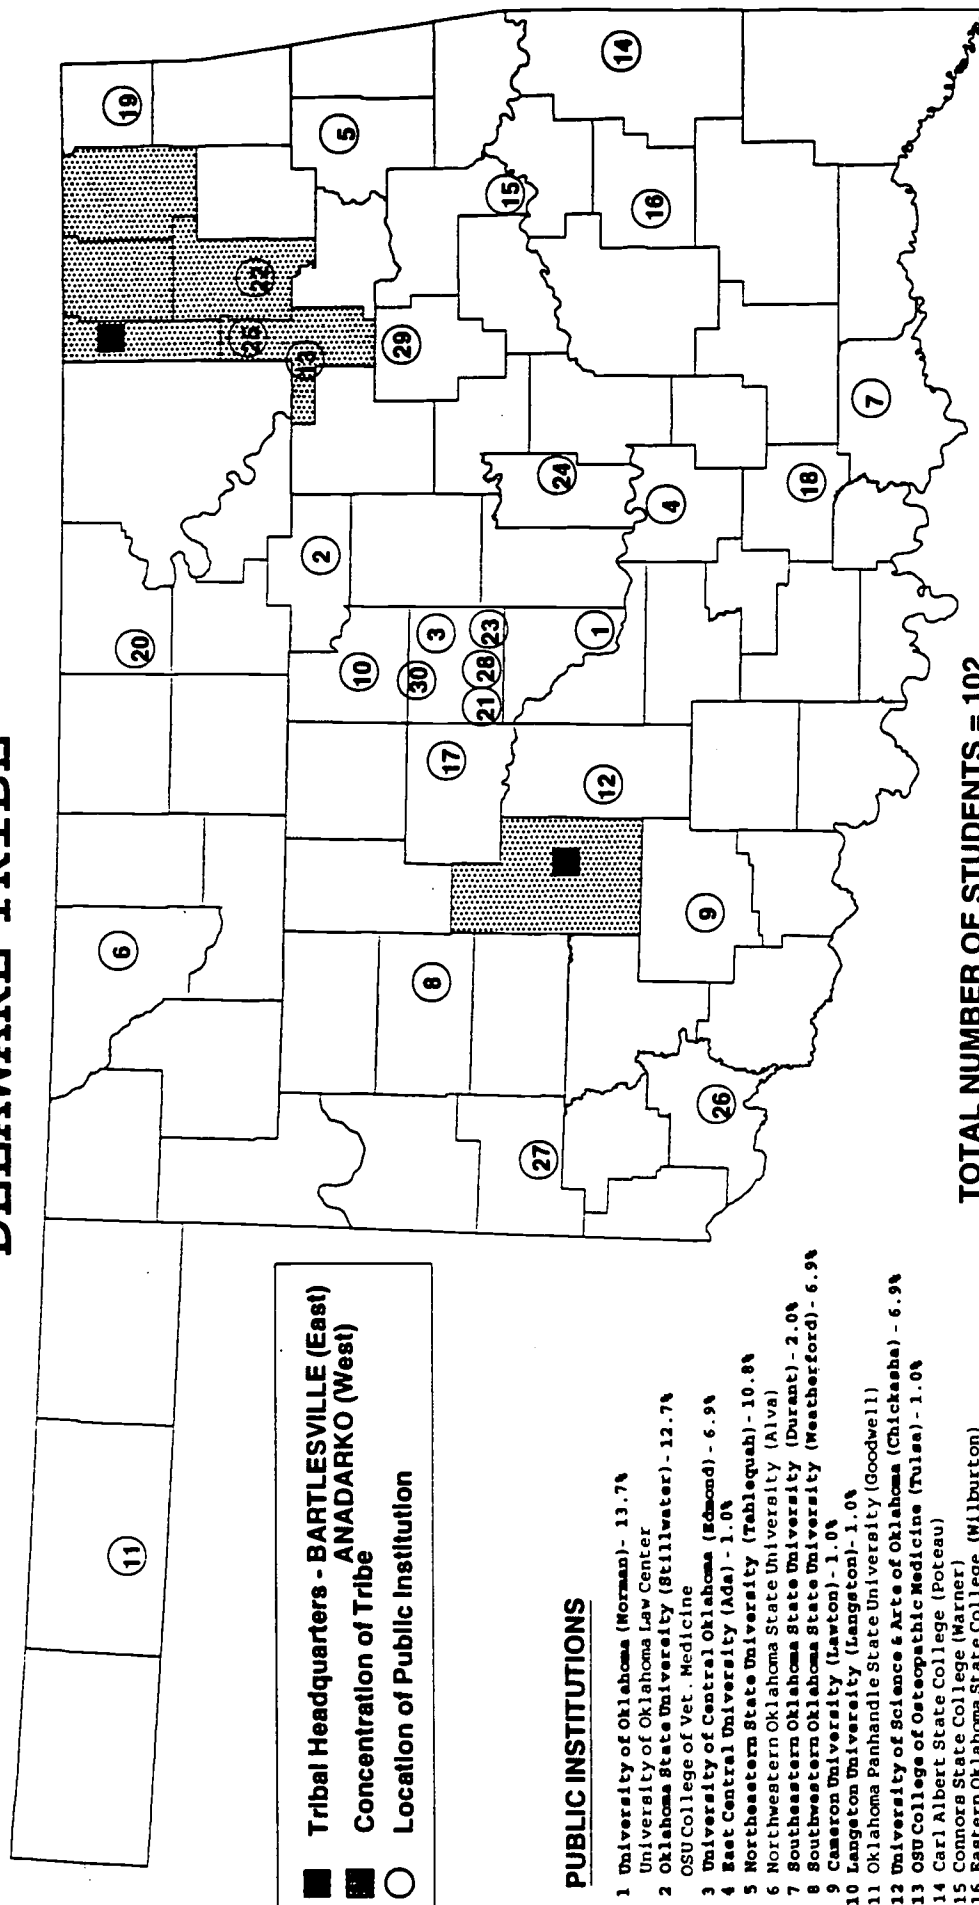 DELAWARE TRIBE
19
5
14
15
16
22
25
13
29
7
24
4
18
2
20
10
3
30
23
28
21
1
17
12
6
8
9
26
27
11
Tribal Headquarters - BARTLESVILLE (East)
ANADARKO (West)
Concentration of Tribe
Location of Public Institution
TOTAL NUMBER OF STUDENTS = 102
PUBLIC INSTITUTIONS
1 University of Oklahoma (Norman) - 13.7%
University of Oklahoma Law Center
2 Oklahoma State University (Stillwater) - 12.7%
OSU College of Vet. Medicine
3 University of Central Oklahoma (Edmond) - 6.9%
4 East Central University (Ada) - 1.0%
5 Northeastern State University (Tahlequah) - 10.8%
6 Northwestern Oklahoma State University (Alva)
7 Southeastern Oklahoma State University (Durant) - 2.0%
8 Southwestern Oklahoma State University (Weatherford) - 6.9%
9 Cameron University (Lawton) - 1.0%
10 Langston University (Langston) - 1.0%
11 Oklahoma Panhandle State University (Goodwell)
12 University of Science & Arts of Oklahoma (Chickasha) - 6.9%
13 OSU College of Osteopathic Medicine (Tulsa) - 1.0%
14 Carl Albert State College (Poteau)
15 Connors State College (Warner)
16 Eastern Oklahoma State College (Wilburton)